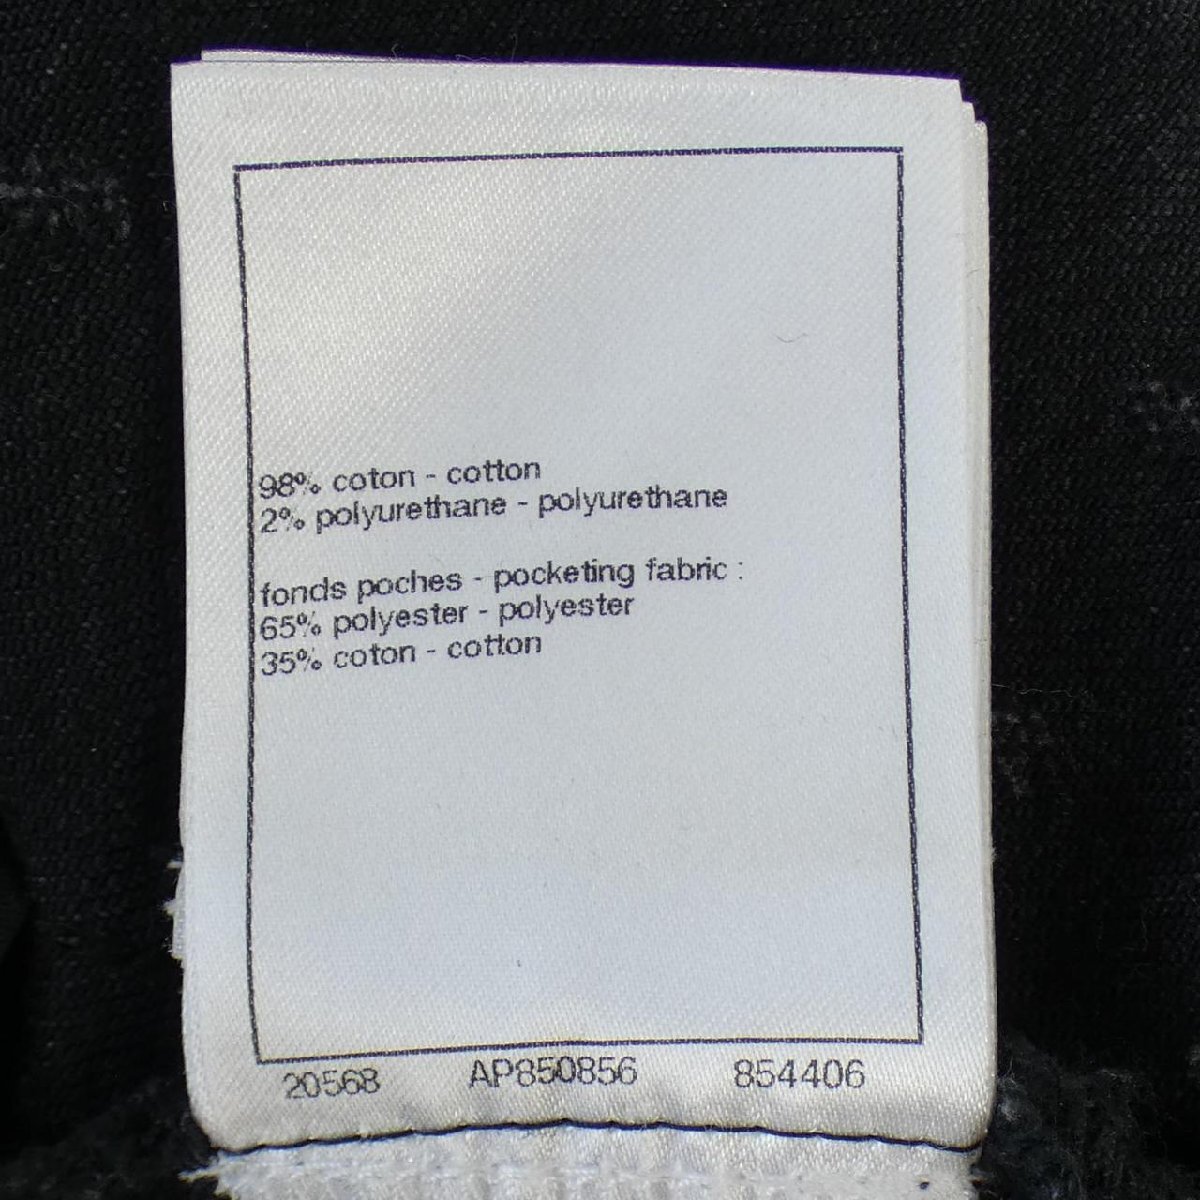 98% coton - cotton
2% polyurethane - polyurethane
fonds poches - pocketing fabric :
65% polyester - polyester
35% coton - cotton
20568 AP850856 854406